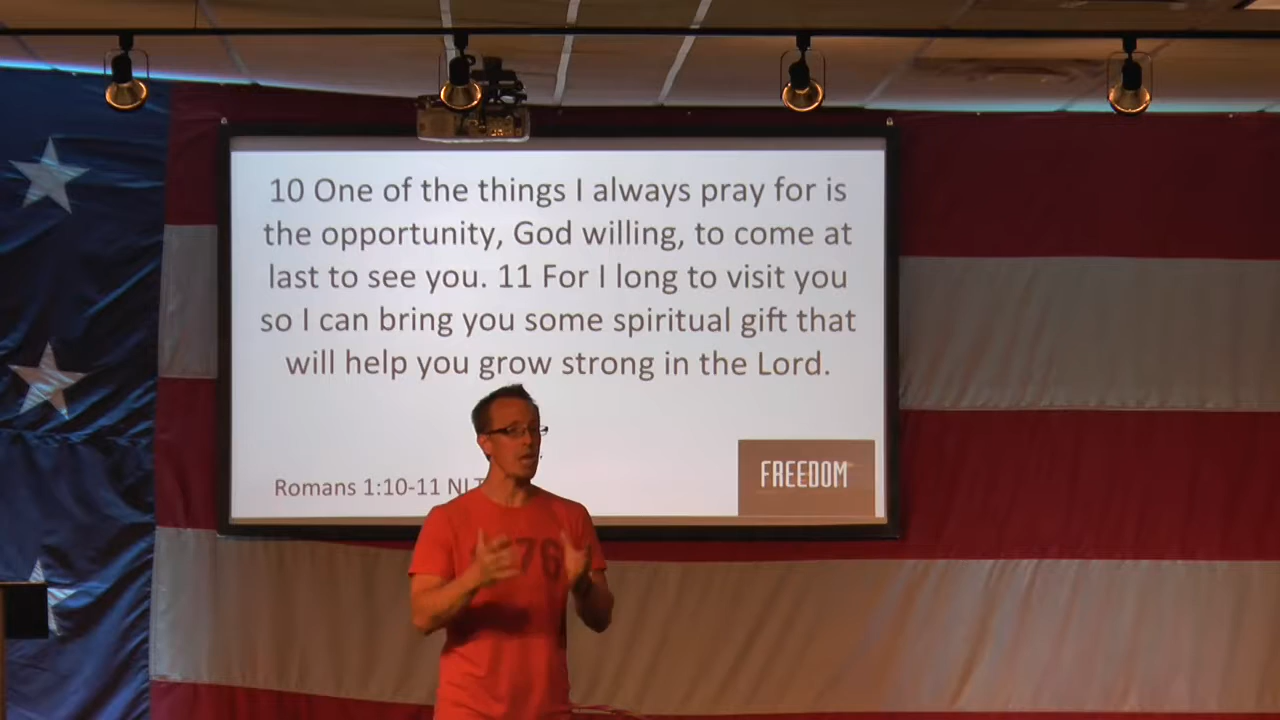 10 One of the things I always pray for is
the opportunity, God willing, to come at
last to see you. 11 For I long to visit you
so I can bring you some spiritual gift that
will help you grow strong in the Lord.
Romans 1:10-11 NLT
FREEDOM
76